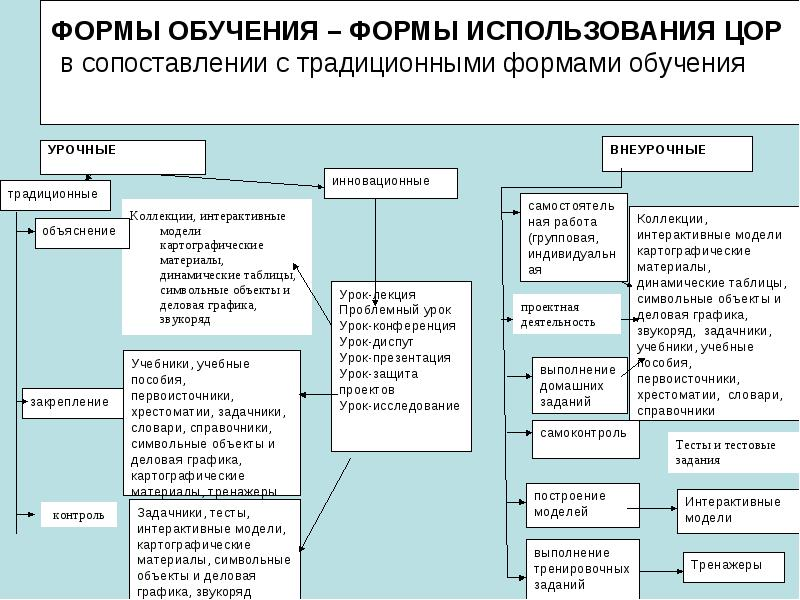 ФОРМЫ ОБУЧЕНИЯ – ФОРМЫ ИСПОЛЬЗОВАНИЯ ЦОР
в сопоставлении с традиционными формами обучения
УРОЧНЫЕ
традиционные
объяснение
Коллекции, интерактивные
модели
картографические
материалы,
динамические таблицы,
символьные объекты и
деловая графика,
звукоряд
закрепление
Учебники, учебные
пособия,
первоисточники,
хрестоматии, задачники,
словари, справочники,
символьные объекты и
деловая графика,
картографические
материалы, тренажеры
контроль
Задачники, тесты,
интерактивные модели,
картографические
материалы, символьные
объекты и деловая
графика, звукоряд
инновационные
Урок-лекция
Проблемный урок
Урок-конференция
Урок-диспут
Урок-презентация
Урок-защита
проектов
Урок-исследование
ВНЕУРОЧНЫЕ
самостоятель
ная работа
(групповая,
индивидуальн
ая
проектная
деятельность
выполнение
домашних
заданий
Коллекции,
интерактивные модели
картографические
материалы,
динамические таблицы,
символьные объекты и
деловая графика,
звукоряд, задачники,
учебники, учебные
пособия,
первоисточники,
хрестоматии, словари,
справочники
самоконтроль
Тесты и тестовые
задания
построение
моделей
Интерактивные
модели
выполнение
тренировочных
заданий
Тренажеры